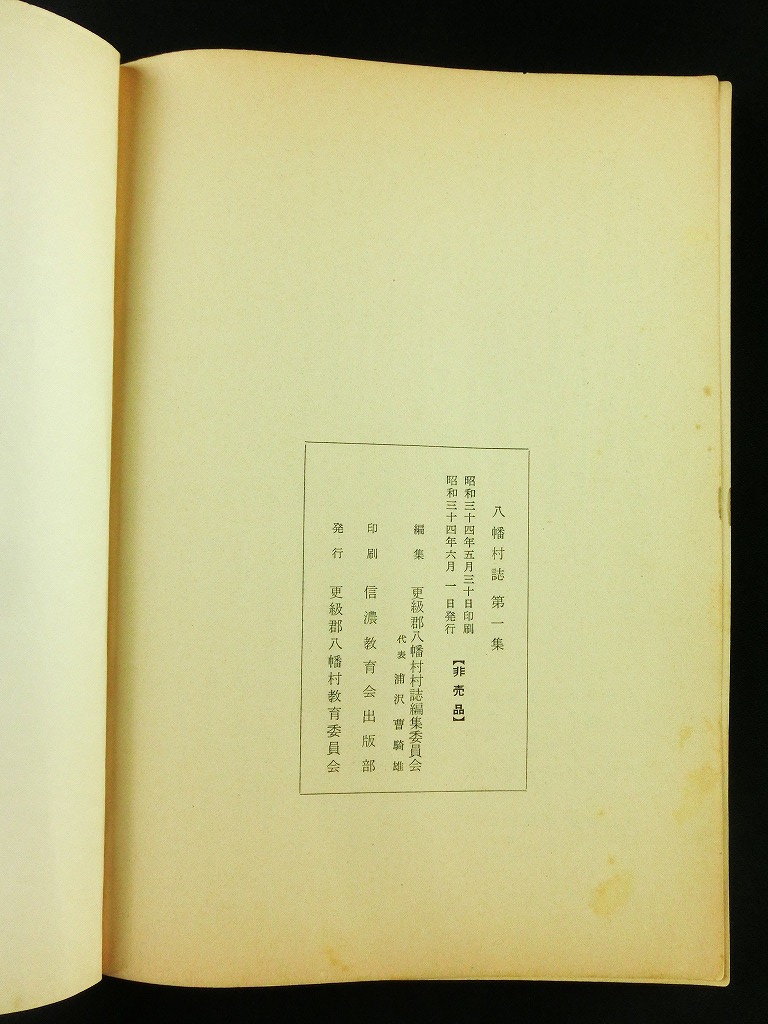 八幡村誌 第一集
昭和三十四年五月三十日印刷
昭和三十四年六月 一 日発行
【非売品】
編集 更級郡八幡村村誌編集委員会
代表 浦沢曹騎雄
印刷 信濃教育会出版部
発行 更級郡八幡村教育委員会